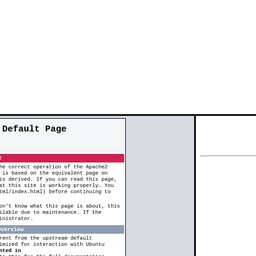 Default Page
he correct operation of the Apache2
is based on the equivalent page on
is derived. If you can read this page,
at this site is working properly. You
tml/index.html) before continuing to
on't know what this page is about, this
ilable due to maintenance. If the
inistrator.
verview
rent from the upstream default
imized for interaction with Ubuntu
nted in